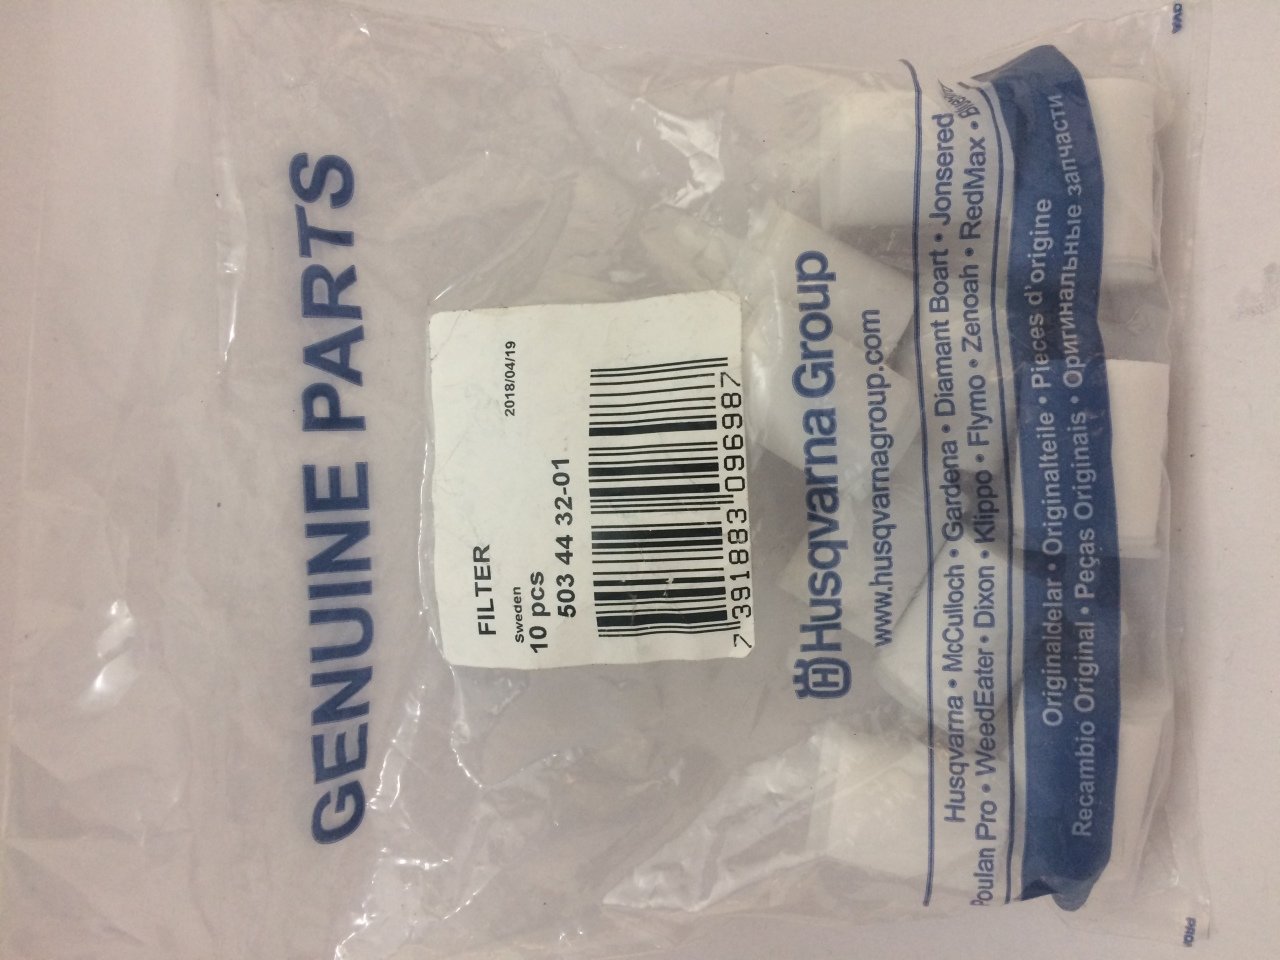 GENUINE PARTS
FILTER
2018/04/19
Sweden
10 pcs
503 44 32-01
7 391883 096987
Husqvarna Group
www.husqvarnagroup.com
Husqvarna • McCulloch • Gardena • Diamant Boart • Jonsered
Poulan Pro • WeedEater • Dixon • Klippo • Flymo • Zenoah • RedMax •
Originaldelar • Originalteile • Pièces d'origine
Recambio Original • Peças Originais • Оригинальные запчасти